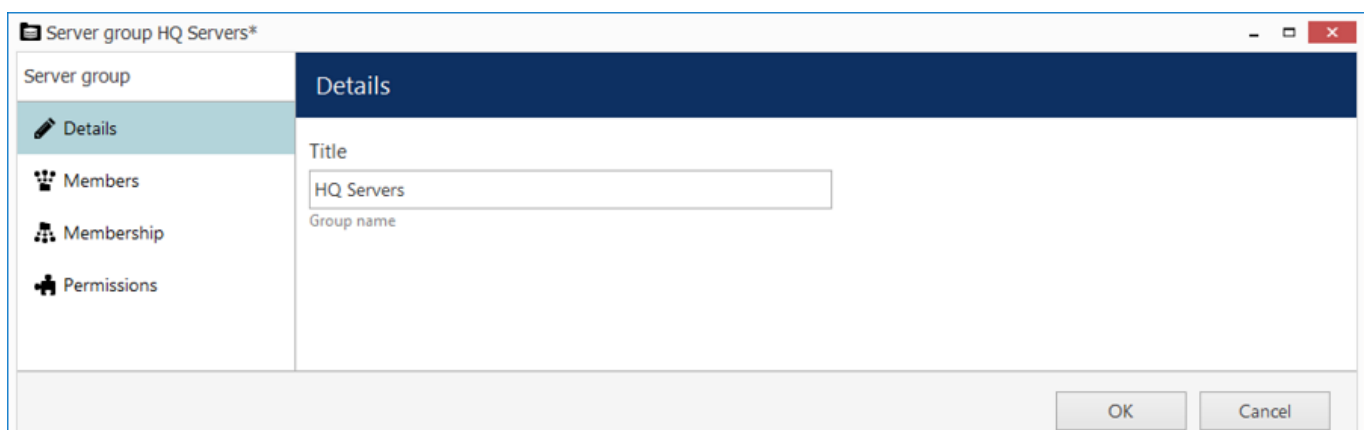 Server group HQ Servers*
Server group
Details
Members
Membership
Permissions
Details
Title
HQ Servers
Group name
OK
Cancel